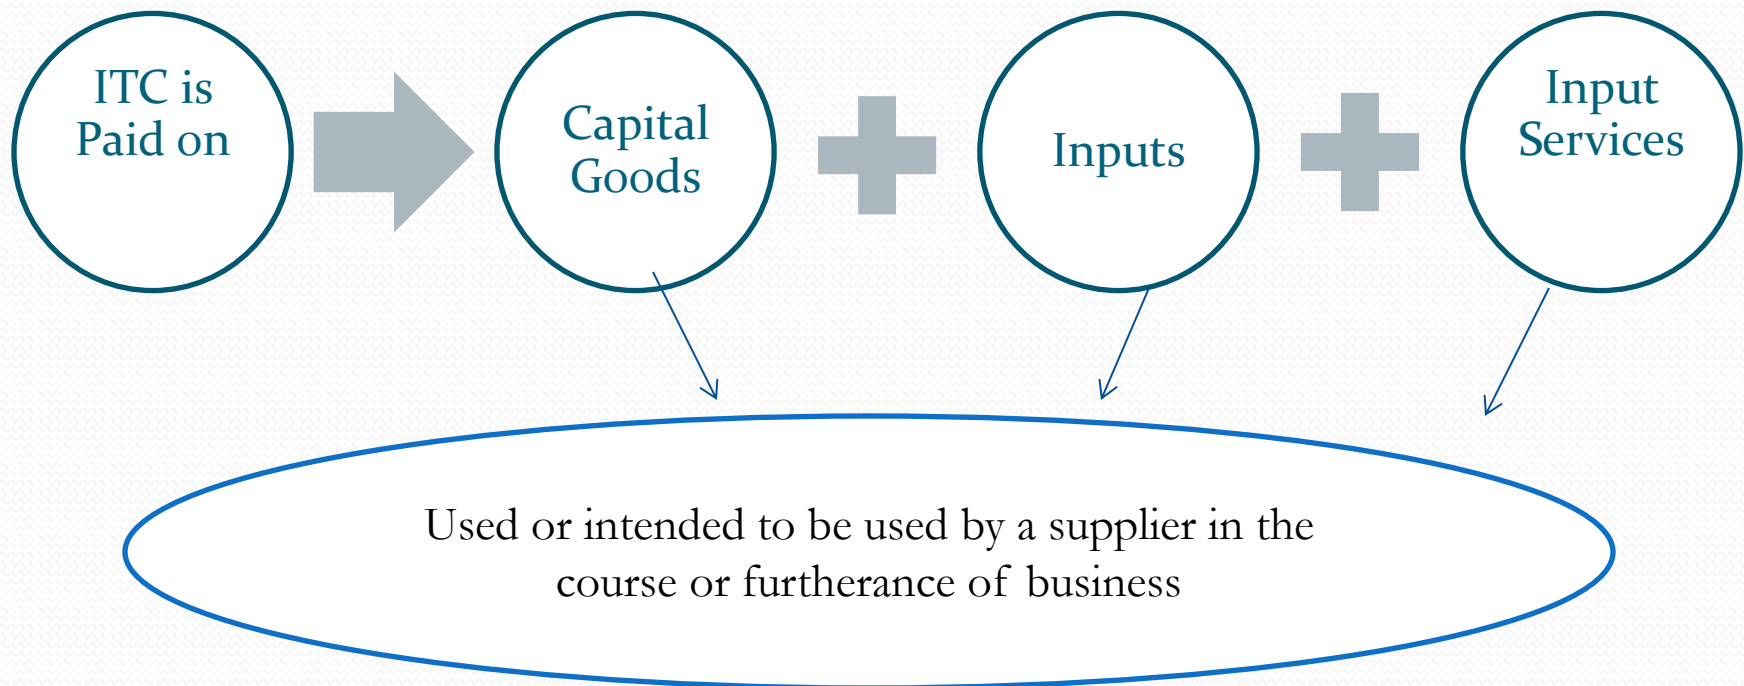 ITC is
Paid on
Capital
Goods
Inputs
Input
Services
Used or intended to be used by a supplier in the
course or furtherance of business